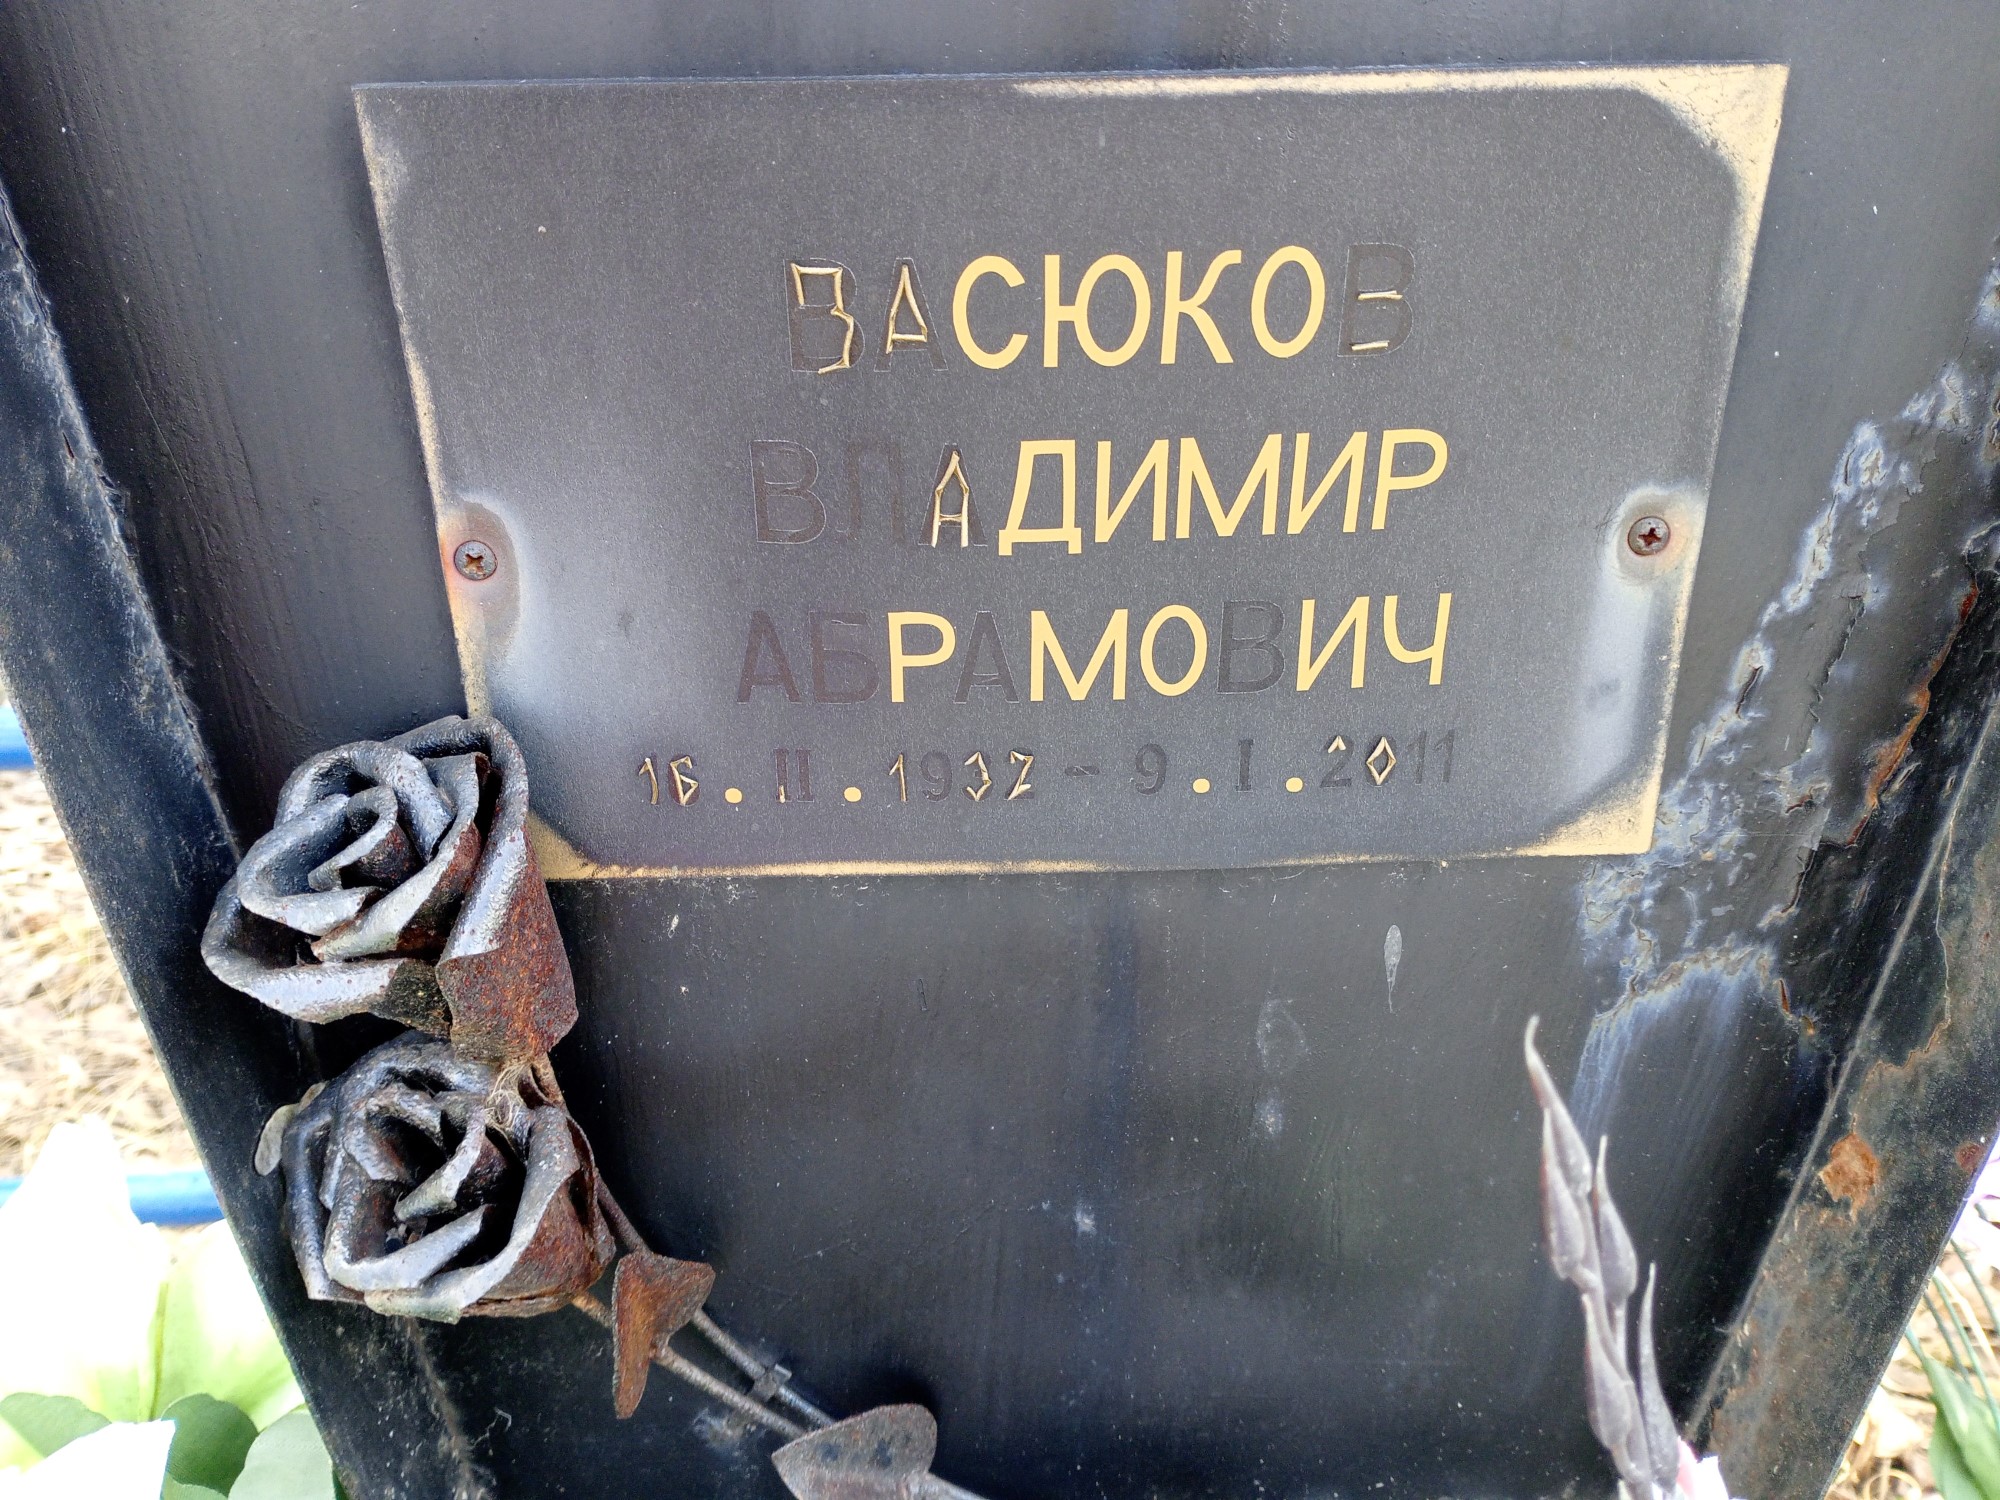 ВАСЮКОВ
ВЛАДИМИР
АБРАМОВИЧ
16.II.1932 - 9.I.2011